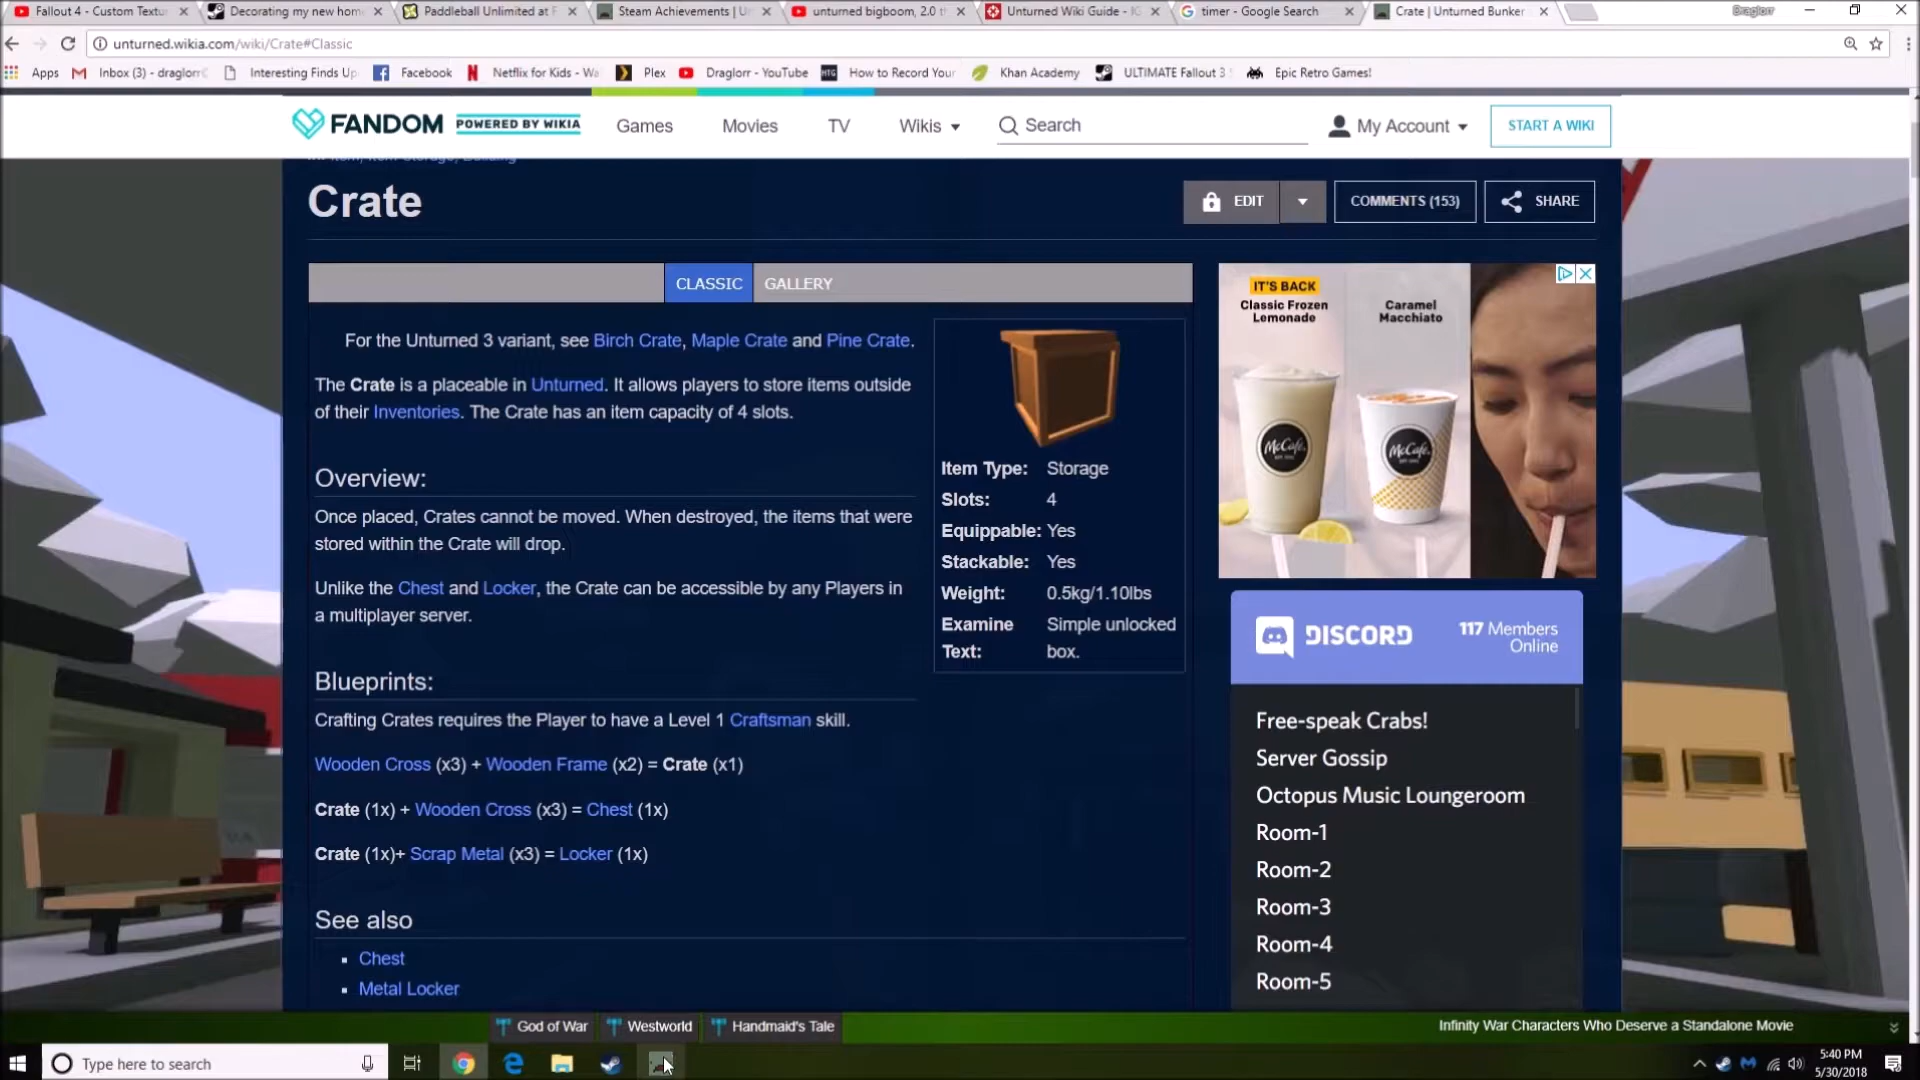 Fallout 4 - Custom Textu
Decorating my new hom
Paddleball Unlimited at F
Steam Achievements | U
unturned bigboom, 2.0 t
Unturned Wiki Guide - IG
timer - Google Search
Crate | Unturned Bunker
Draglorr
unturned.wikia.com/wiki/Crate#Classic
Apps
Inbox (3) - draglorr
Interesting Finds Up
Facebook
Netflix for Kids - Wa
Plex
Draglorr - YouTube
How to Record Your
Khan Academy
ULTIMATE Fallout 3
Epic Retro Games!
FANDOM POWERED BY WIKIA
Games
Movies
TV
Wikis
Search
My Account
START A WIKI
Crate
EDIT
COMMENTS (153)
SHARE
CLASSIC
GALLERY
For the Unturned 3 variant, see Birch Crate, Maple Crate and Pine Crate.
The Crate is a placeable in Unturned. It allows players to store items outside
of their Inventories. The Crate has an item capacity of 4 slots.
Overview:
Once placed, Crates cannot be moved. When destroyed, the items that were
stored within the Crate will drop.
Unlike the Chest and Locker, the Crate can be accessible by any Players in
a multiplayer server.
Blueprints:
Crafting Crates requires the Player to have a Level 1 Craftsman skill.
Wooden Cross (x3) + Wooden Frame (x2) = Crate (x1)
Crate (1x) + Wooden Cross (x3) = Chest (1x)
Crate (1x)+ Scrap Metal (x3) = Locker (1x)
See also
Chest
Metal Locker
Item Type: Storage
Slots: 4
Equippable: Yes
Stackable: Yes
Weight: 0.5kg/1.10lbs
Examine Simple unlocked
Text: box.
IT'S BACK
Classic Frozen
Lemonade
Caramel
Macchiato
McCafé
McCafé
DISCORD
117 Members
Online
Free-speak Crabs!
Server Gossip
Octopus Music Loungeroom
Room-1
Room-2
Room-3
Room-4
Room-5
God of War
Westworld
Handmaid's Tale
Infinity War Characters Who Deserve a Standalone Movie
Type here to search
5:40 PM
5/30/2018